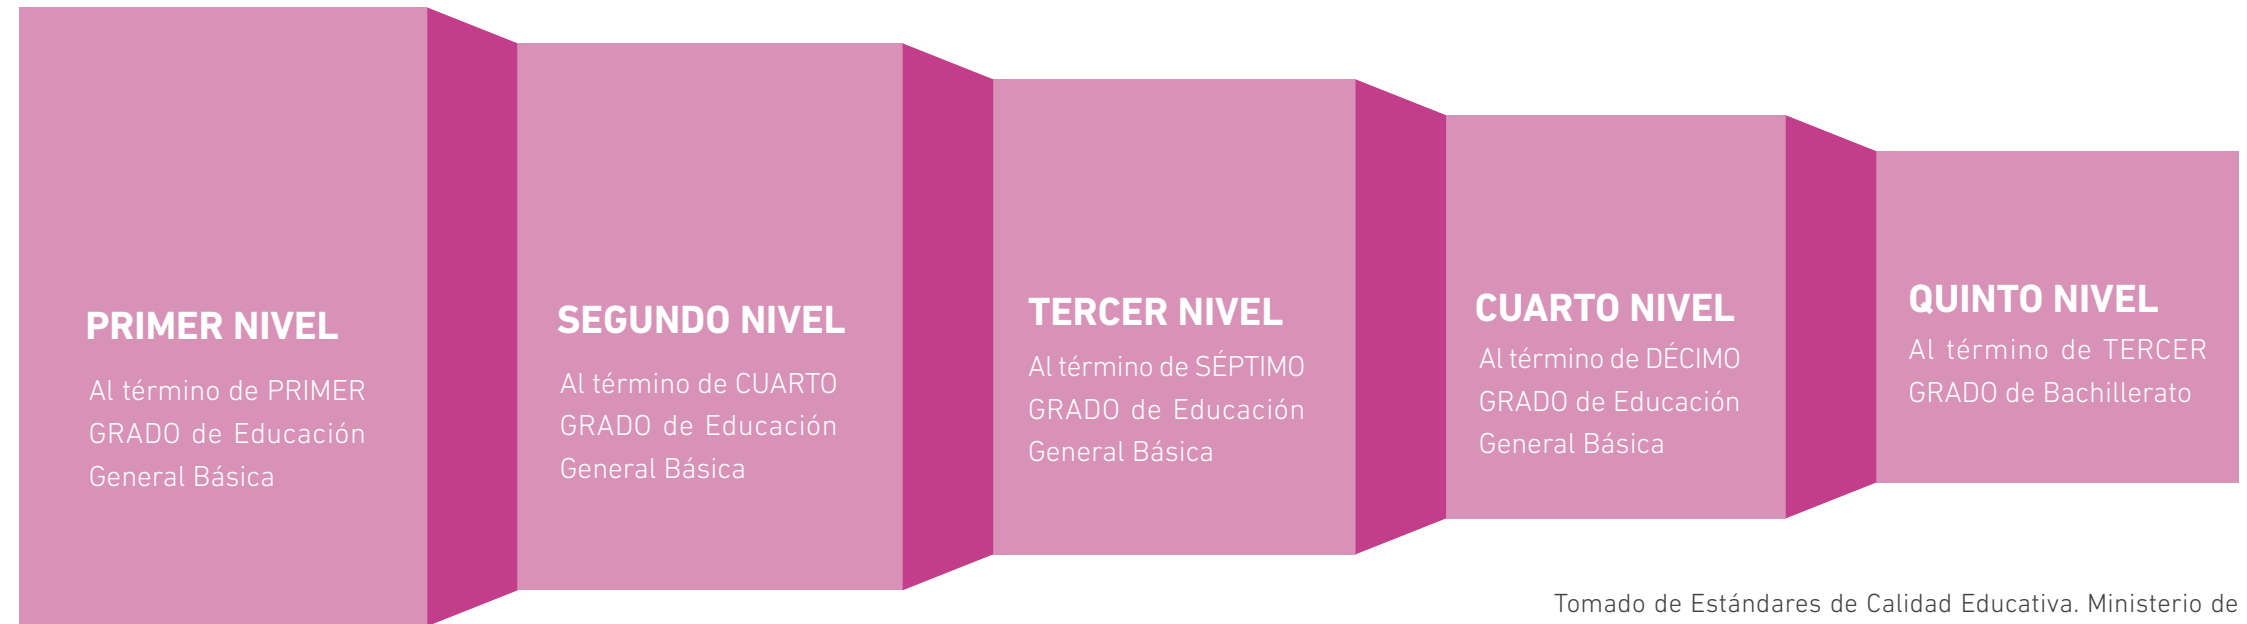 PRIMER NIVEL
Al término de PRIMER
GRADO de Educación
General Básica
SEGUNDO NIVEL
Al término de CUARTO
GRADO de Educación
General Básica
TERCER NIVEL
Al término de SÉPTIMO
GRADO de Educación
General Básica
CUARTO NIVEL
Al término de DÉCIMO
GRADO de Educación
General Básica
QUINTO NIVEL
Al término de TERCER
GRADO de Bachillerato
Tomado de Estándares de Calidad Educativa. Ministerio de